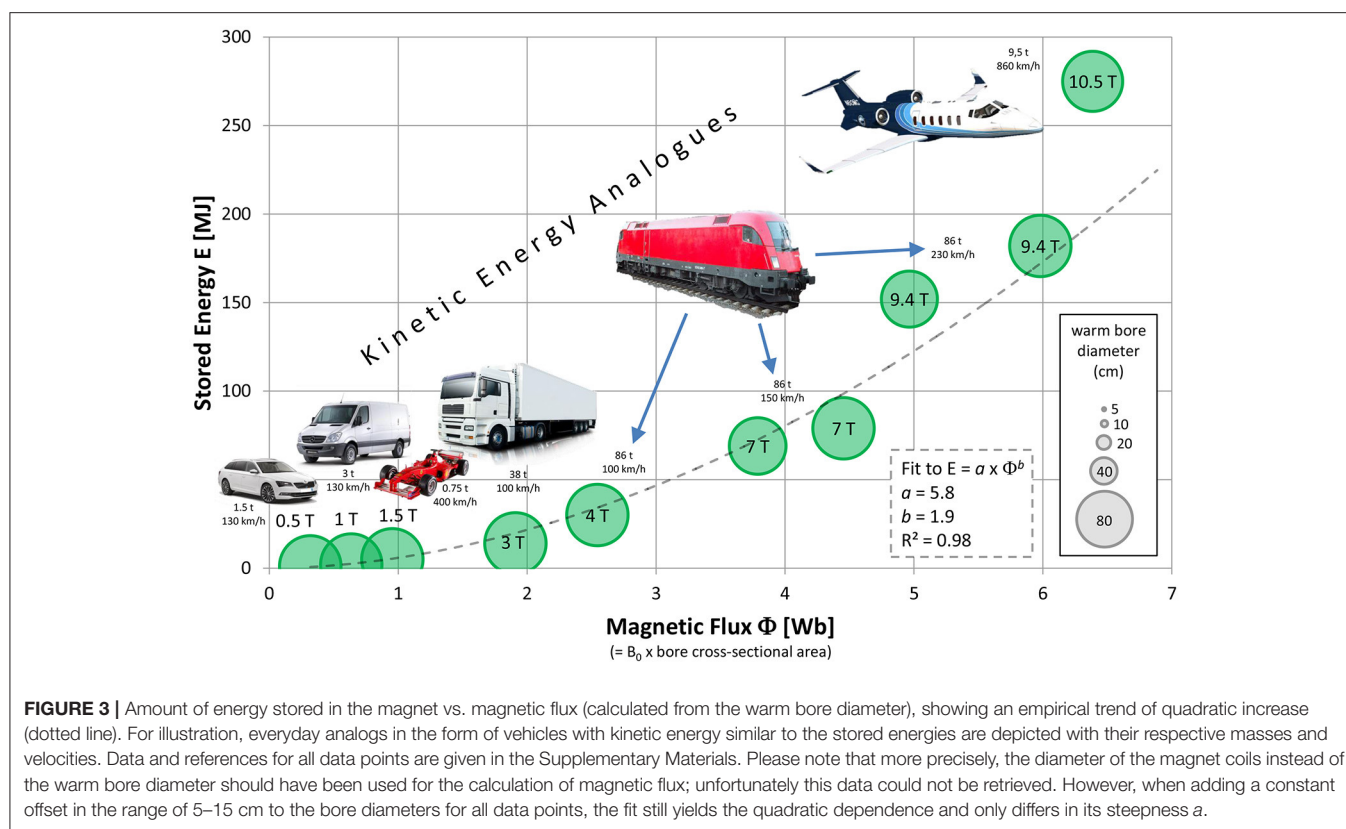 300
250
200
150
100
50
0
Stored Energy E [MJ]
Kinetic Energy Analogues
9,5 t
860 km/h
10.5 T
86 t
230 km/h
9.4 T
9.4 T
86 t
150 km/h
86 t
100 km/h
7 T
7 T
1.5 t
130 km/h
3 t
130 km/h
0.75 t
400 km/h
38 t
100 km/h
0.5 T
1 T
1.5 T
3 T
4 T
warm bore
diameter
(cm)
5
10
20
40
80
Fit to E = a x Φᵇ
a = 5.8
b = 1.9
R² = 0.98
0 1 2 3 4 5 6 7
Magnetic Flux Φ [Wb]
(= B₀ x bore cross-sectional area)
FIGURE 3 | Amount of energy stored in the magnet vs. magnetic flux (calculated from the warm bore diameter), showing an empirical trend of quadratic increase
(dotted line). For illustration, everyday analogs in the form of vehicles with kinetic energy similar to the stored energies are depicted with their respective masses and
velocities. Data and references for all data points are given in the Supplementary Materials. Please note that more precisely, the diameter of the magnet coils instead of
the warm bore diameter should have been used for the calculation of magnetic flux; unfortunately this data could not be retrieved. However, when adding a constant
offset in the range of 5–15 cm to the bore diameters for all data points, the fit still yields the quadratic dependence and only differs in its steepness a.